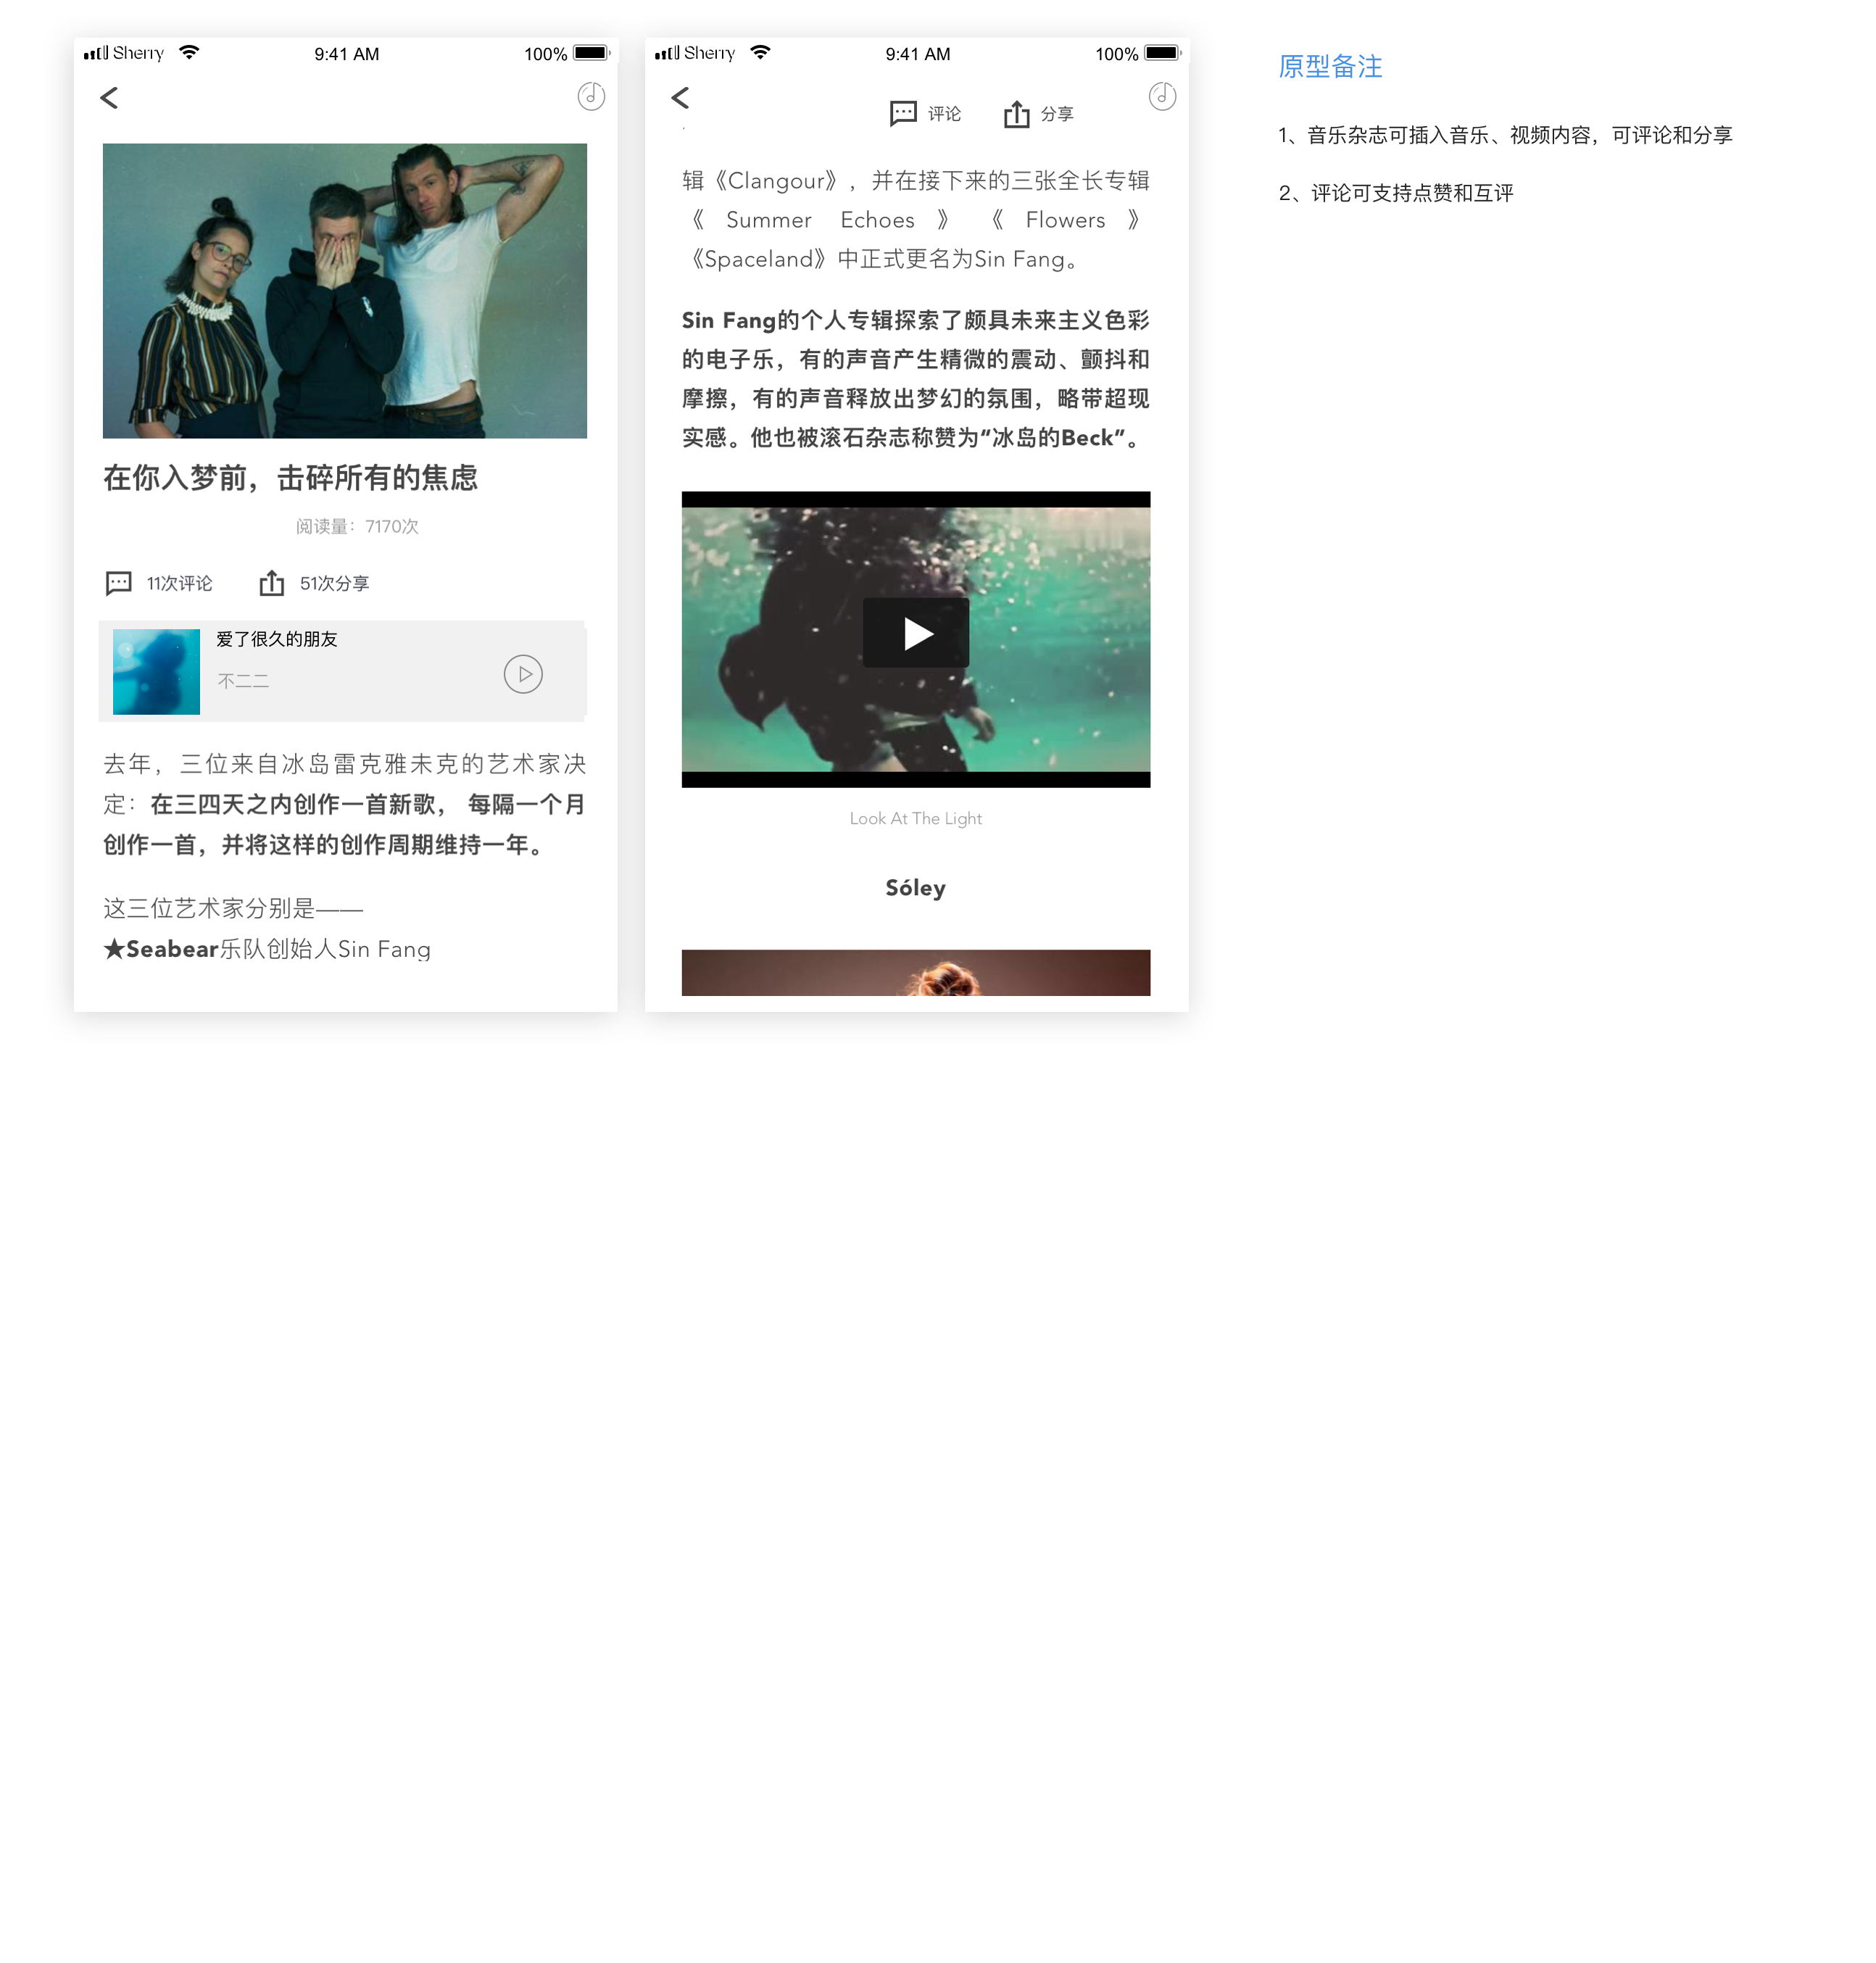 Sherry 9:41 AM 100%
在你入梦前，击碎所有的焦虑
阅读量：7170次
11次评论 51次分享
爱了很久的朋友
不二二
去年，三位来自冰岛雷克雅未克的艺术家决
定：在三四天之内创作一首新歌， 每隔一个月
创作一首，并将这样的创作周期维持一年。
这三位艺术家分别是——
★Seabear乐队创始人Sin Fang
Sherry 9:41 AM 100%
评论 分享
辑《Clangour》，并在接下来的三张全长专辑
《 Summer Echoes 》 《 Flowers 》
《Spaceland》中正式更名为Sin Fang。
Sin Fang的个人专辑探索了颇具未来主义色彩
的电子乐，有的声音产生精微的震动、颤抖和
摩擦，有的声音释放出梦幻的氛围，略带超现
实感。他也被滚石杂志称赞为“冰岛的Beck”。
Look At The Light
Sóley
原型备注
1、音乐杂志可插入音乐、视频内容，可评论和分享
2、评论可支持点赞和互评